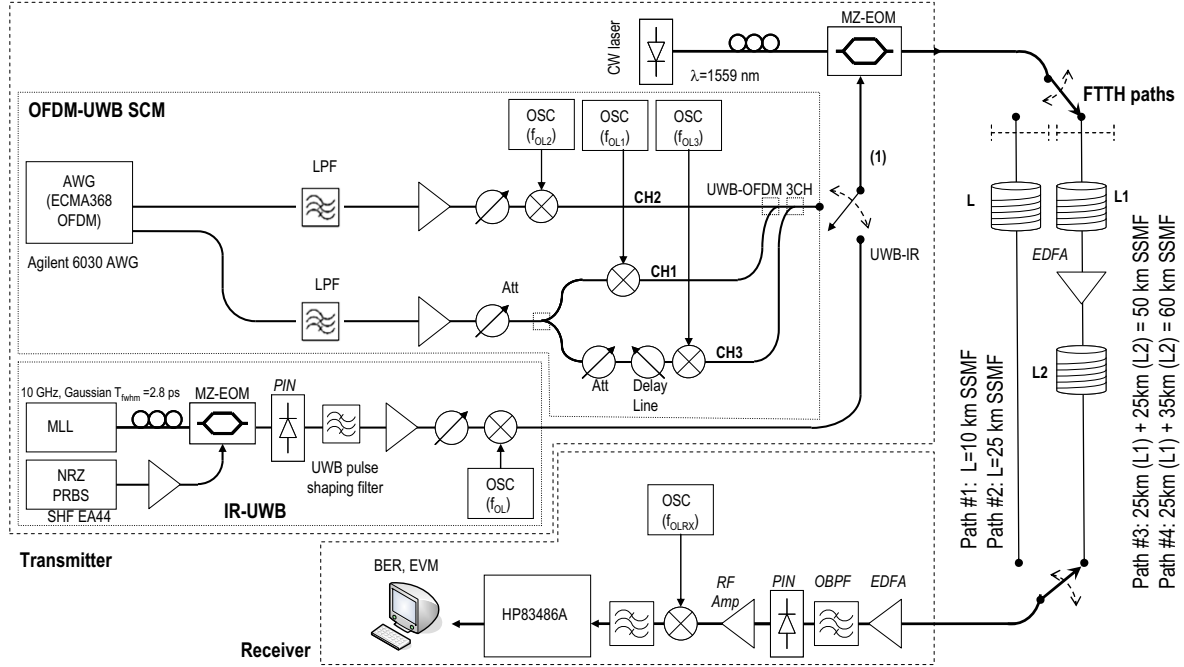 MZ-EOM
CW laser
λ=1559 nm
FTTH paths
OFDM-UWB SCM
OSC
(fOL2)
OSC
(fOL1)
OSC
(fOL3)
(1)
AWG
(ECMA368
OFDM)
Agilent 6030 AWG
LPF
CH2
UWB-OFDM 3CH
UWB-IR
LPF
Att
CH1
CH3
Att
Delay
Line
L
L1
EDFA
L2
Path #1: L=10 km SSMF
Path #2: L=25 km SSMF
Path #3: 25km (L1) + 25km (L2) = 50 km SSMF
Path #4: 25km (L1) + 35km (L2) = 60 km SSMF
10 GHz, Gaussian Tfwhm =2.8 ps
MLL
MZ-EOM
PIN
UWB pulse
shaping filter
NRZ
PRBS
SHF EA44
IR-UWB
OSC
(fOL)
Transmitter
OSC
(fOLRX)
BER, EVM
HP83486A
RF
Amp
PIN
OBPF
EDFA
Receiver